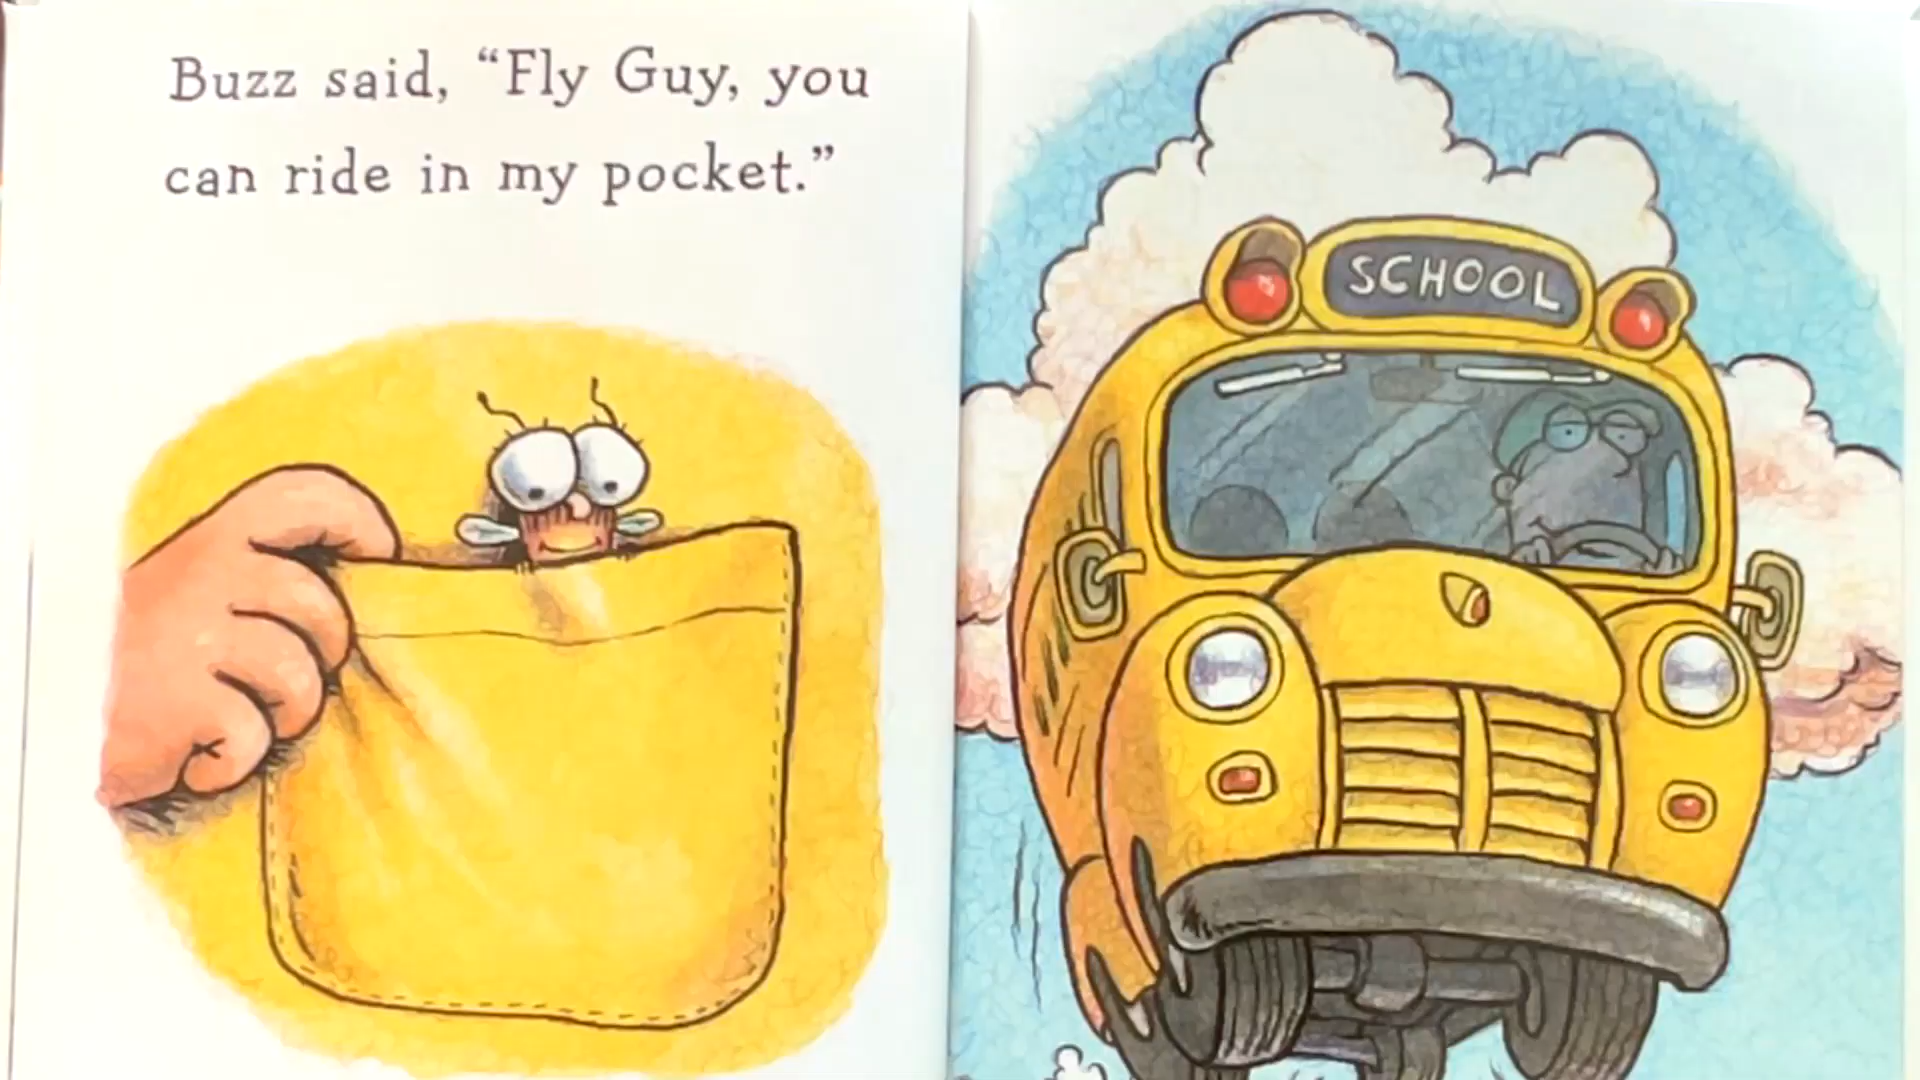 Buzz said, “Fly Guy, you
can ride in my pocket.”
SCHOOL